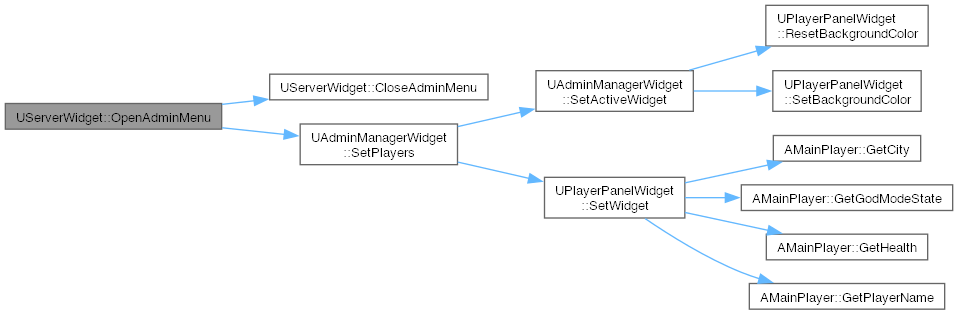 UServerWidget::OpenAdminMenu
UServerWidget::CloseAdminMenu
UAdminManagerWidget
::SetPlayers
UAdminManagerWidget
::SetActiveWidget
UPlayerPanelWidget
::ResetBackgroundColor
UPlayerPanelWidget
::SetBackgroundColor
UPlayerPanelWidget
::SetWidget
AMainPlayer::GetCity
AMainPlayer::GetGodModeState
AMainPlayer::GetHealth
AMainPlayer::GetPlayerName